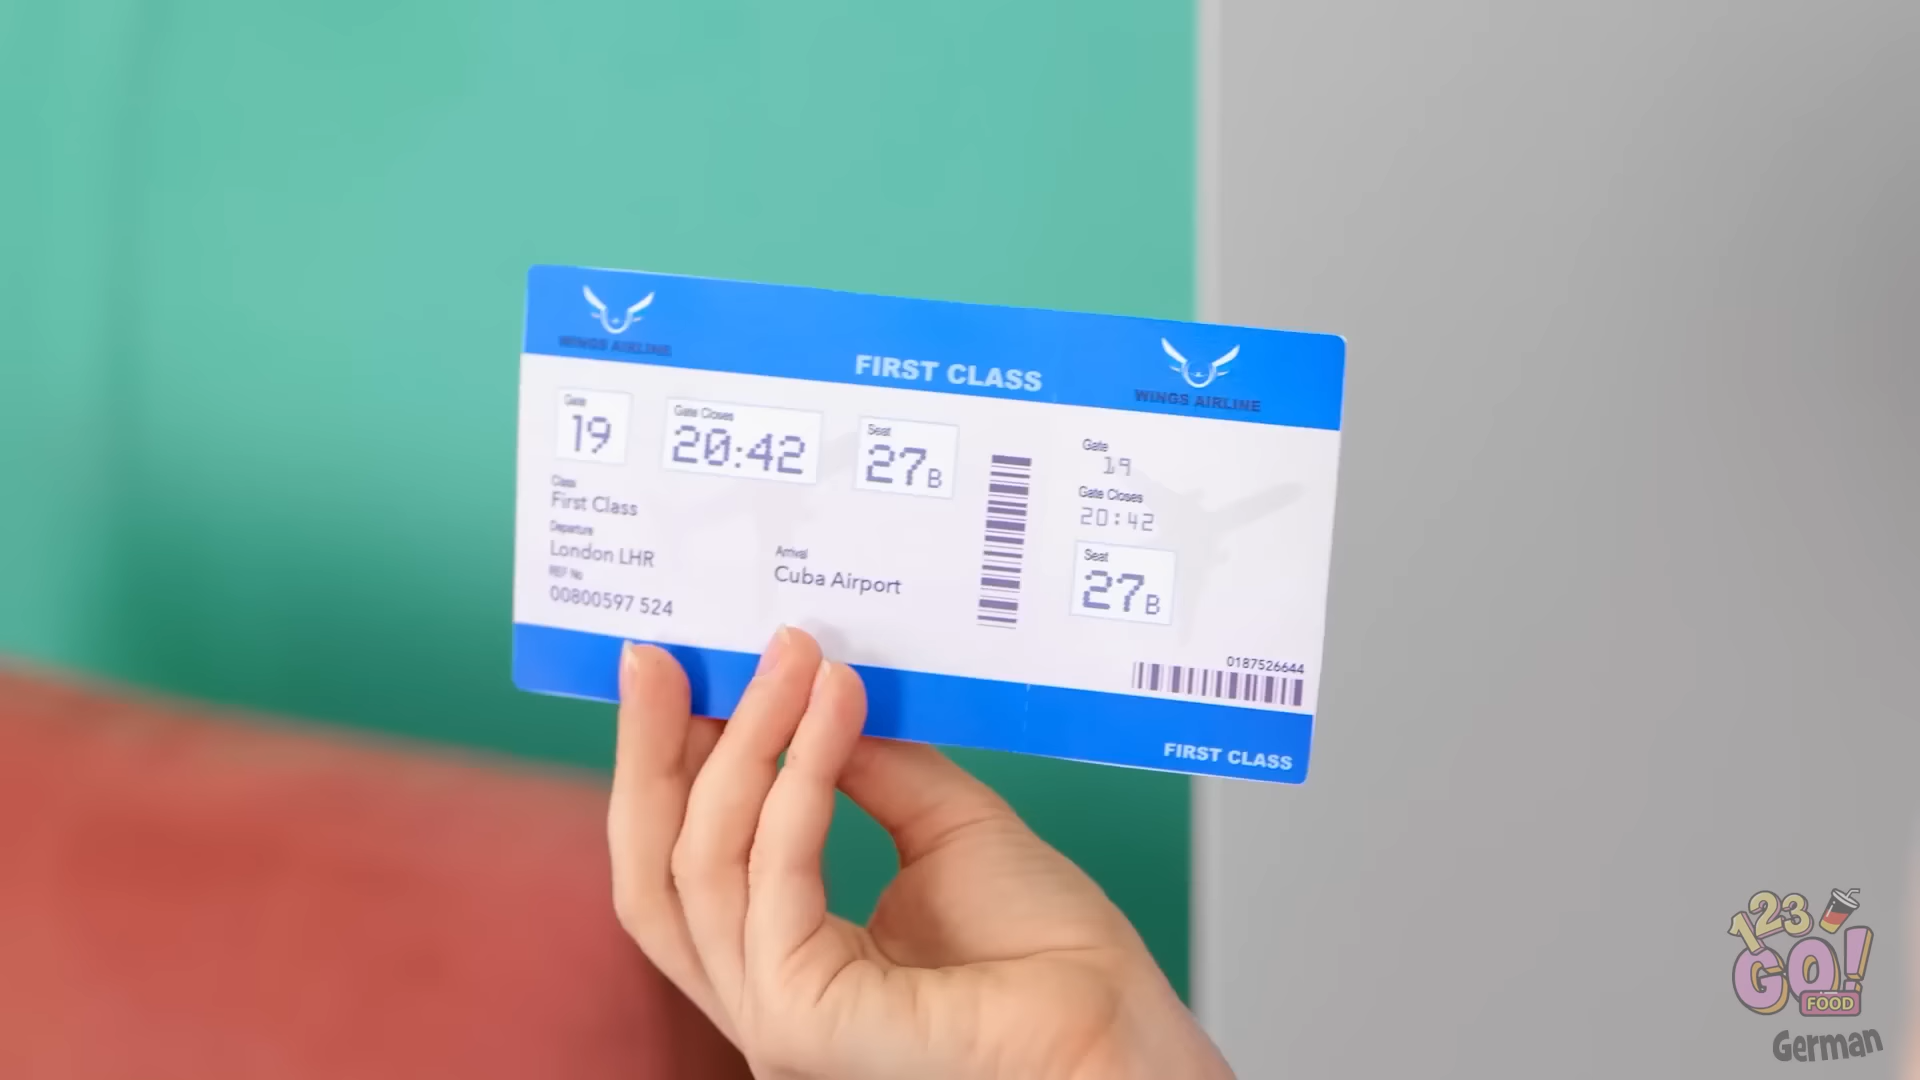 WINGS AIRLINE
FIRST CLASS
WINGS AIRLINE
Gate
19
Gate Closes
20:42
Seat
27B
Class
First Class
Departure
London LHR
REF No
00800597 524
Arrival
Cuba Airport
Gate
19
Gate Closes
20:42
Seat
27B
0187526644
FIRST CLASS
123
GO!
FOOD
German